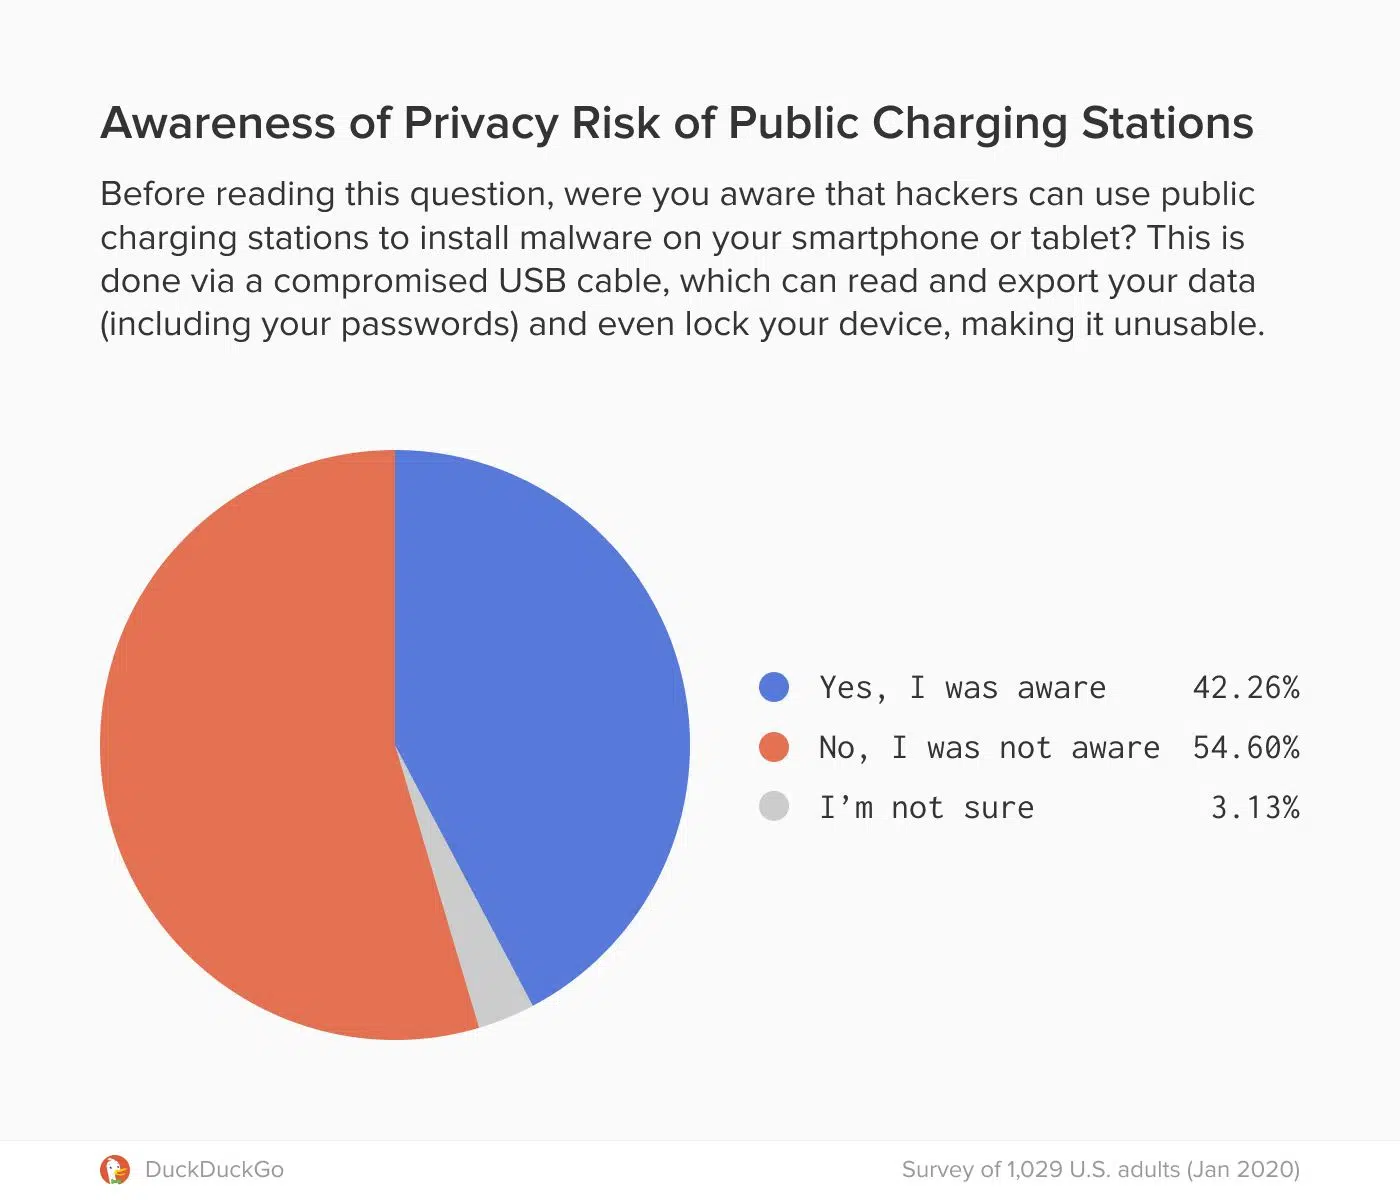 Awareness of Privacy Risk of Public Charging Stations
Before reading this question, were you aware that hackers can use public
charging stations to install malware on your smartphone or tablet? This is
done via a compromised USB cable, which can read and export your data
(including your passwords) and even lock your device, making it unusable.
Yes, I was aware 42.26%
No, I was not aware 54.60%
I’m not sure 3.13%
DuckDuckGo
Survey of 1,029 U.S. adults (Jan 2020)